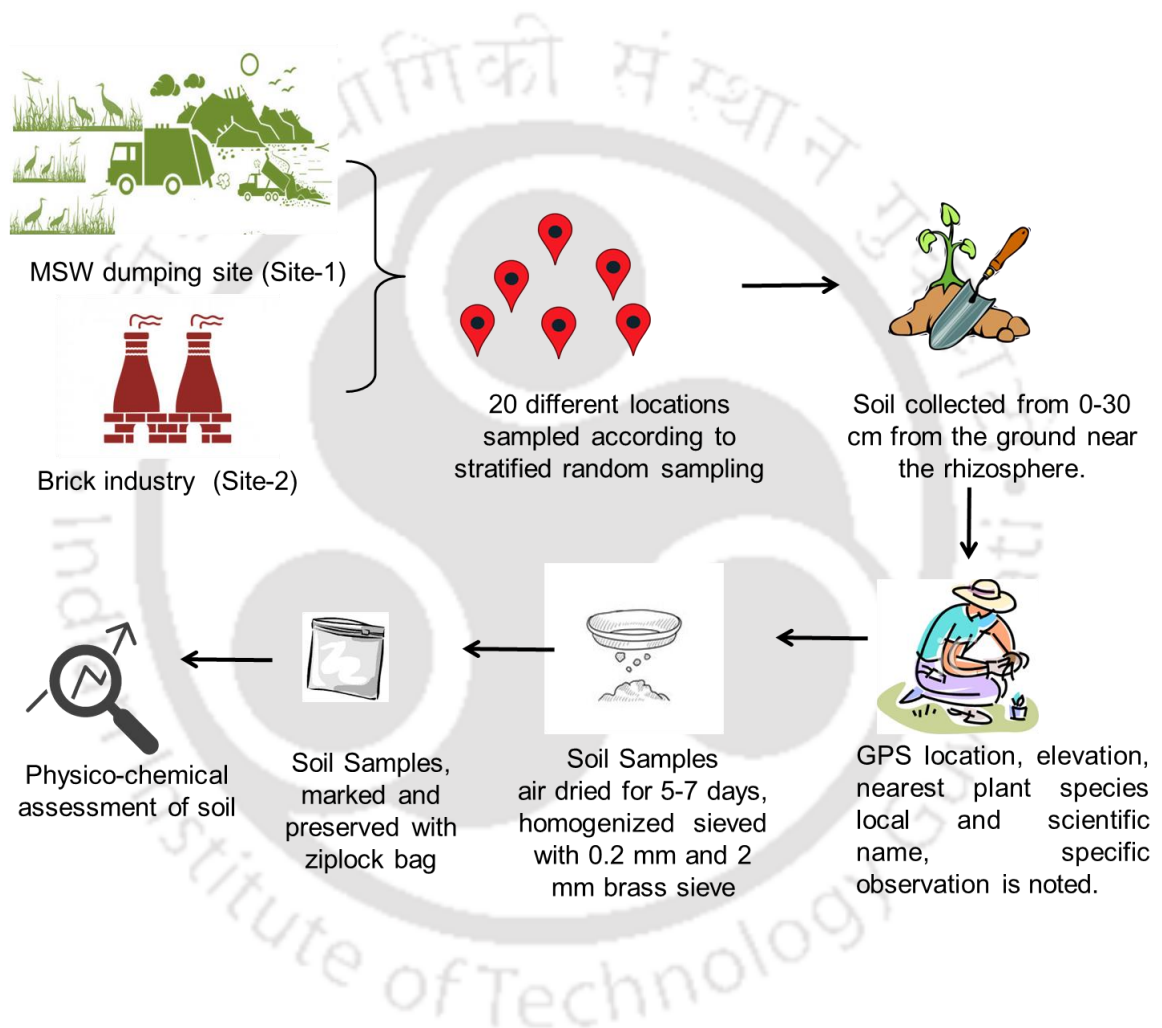 MSW dumping site (Site-1)
Brick industry (Site-2)
20 different locations
sampled according to
stratified random sampling
Soil collected from 0-30
cm from the ground near
the rhizosphere.
GPS location, elevation,
nearest plant species
local and scientific
name, specific
observation is noted.
Soil Samples
air dried for 5-7 days,
homogenized sieved
with 0.2 mm and 2
mm brass sieve
Soil Samples,
marked and
preserved with
ziplock bag
Physico-chemical
assessment of soil
संस्थान
Institute of Technology